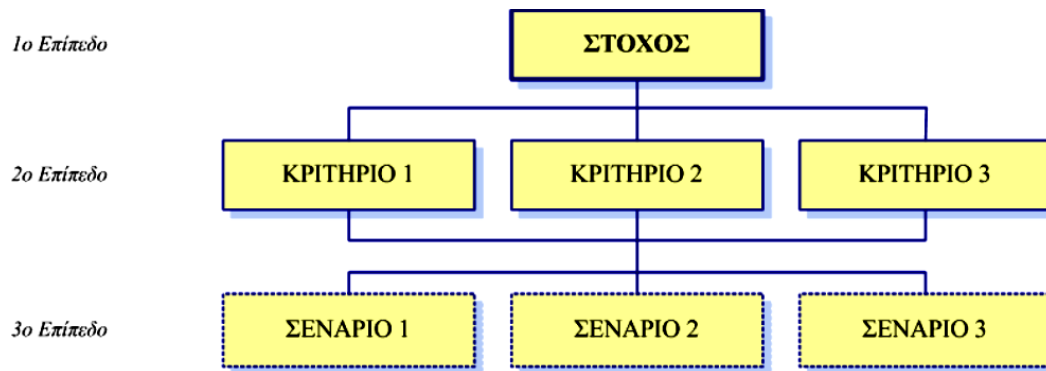 1ο Επίπεδο
ΣΤΟΧΟΣ
2ο Επίπεδο
ΚΡΙΤΗΡΙΟ 1
ΚΡΙΤΗΡΙΟ 2
ΚΡΙΤΗΡΙΟ 3
3ο Επίπεδο
ΣΕΝΑΡΙΟ 1
ΣΕΝΑΡΙΟ 2
ΣΕΝΑΡΙΟ 3